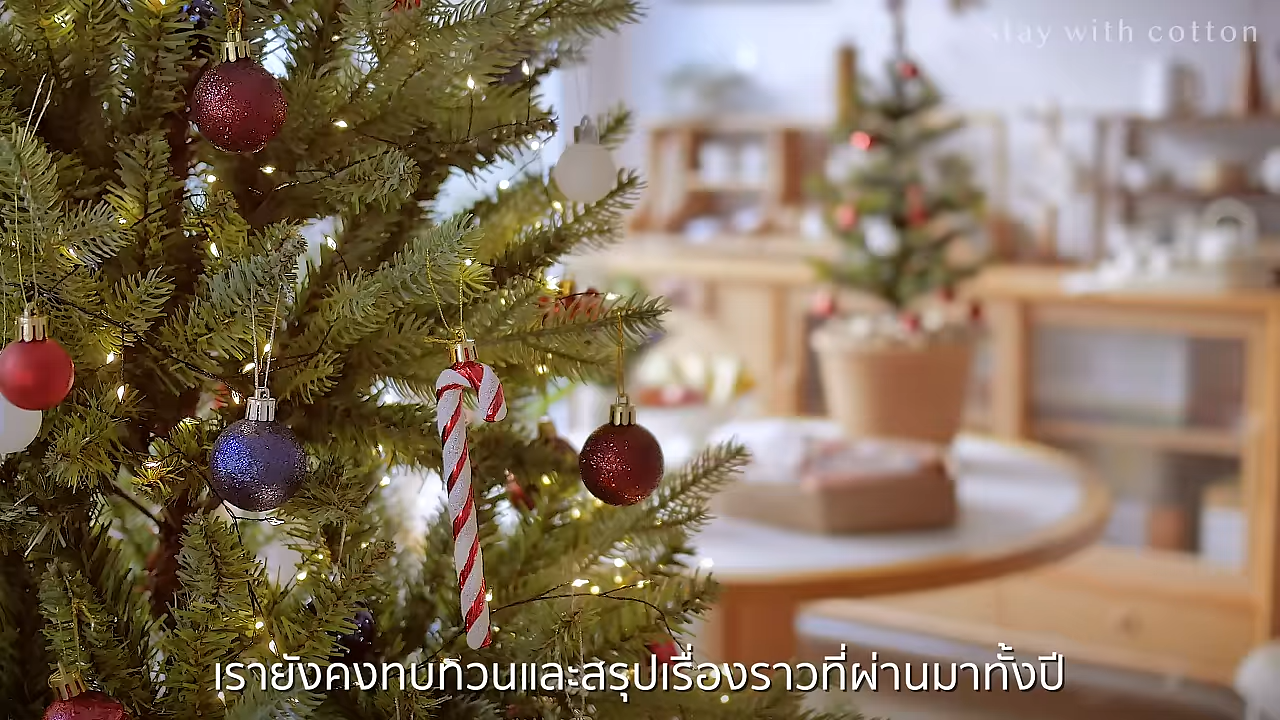 stay with cotton
เรายังคงทบทวนและสรุปเรื่องราวที่ผ่านมาทั้งปี